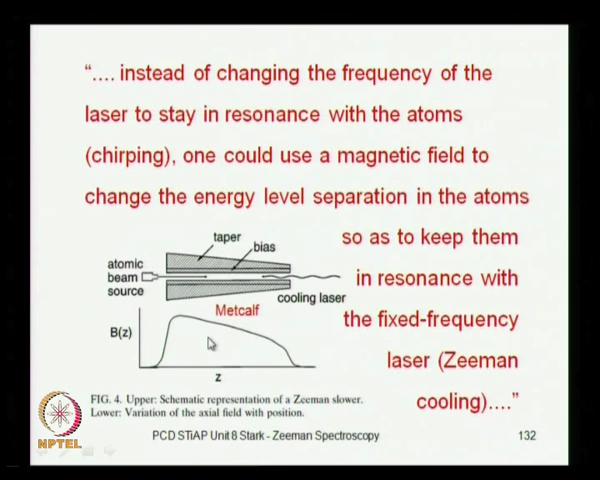 “.... instead of changing the frequency of the
laser to stay in resonance with the atoms
(chirping), one could use a magnetic field to
change the energy level separation in the atoms
so as to keep them
in resonance with
the fixed-frequency
laser (Zeeman
cooling)....”
taper
bias
atomic
beam
source
cooling laser
Metcalf
B(z)
z
FIG. 4. Upper: Schematic representation of a Zeeman slower.
Lower: Variation of the axial field with position.
NPTEL
PCD STiAP Unit 8 Stark - Zeeman Spectroscopy
132